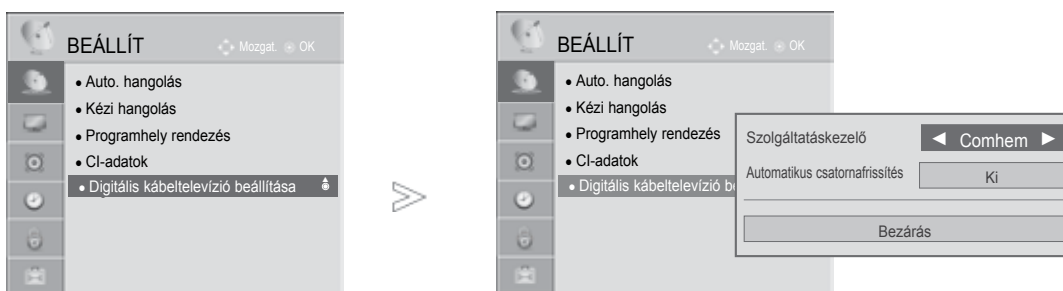 BEÁLLÍT
Mozgat. OK
• Auto. hangolás
• Kézi hangolás
• Programhely rendezés
• CI-adatok
• Digitális kábeltelevízió beállítása
BEÁLLÍT
Mozgat. OK
• Auto. hangolás
• Kézi hangolás
• Programhely rendezés
• CI-adatok
• Digitális kábeltelevízió b
Szolgáltatáskezelő ◀ Comhem ▶
Automatikus csatornafrissítés Ki
Bezárás